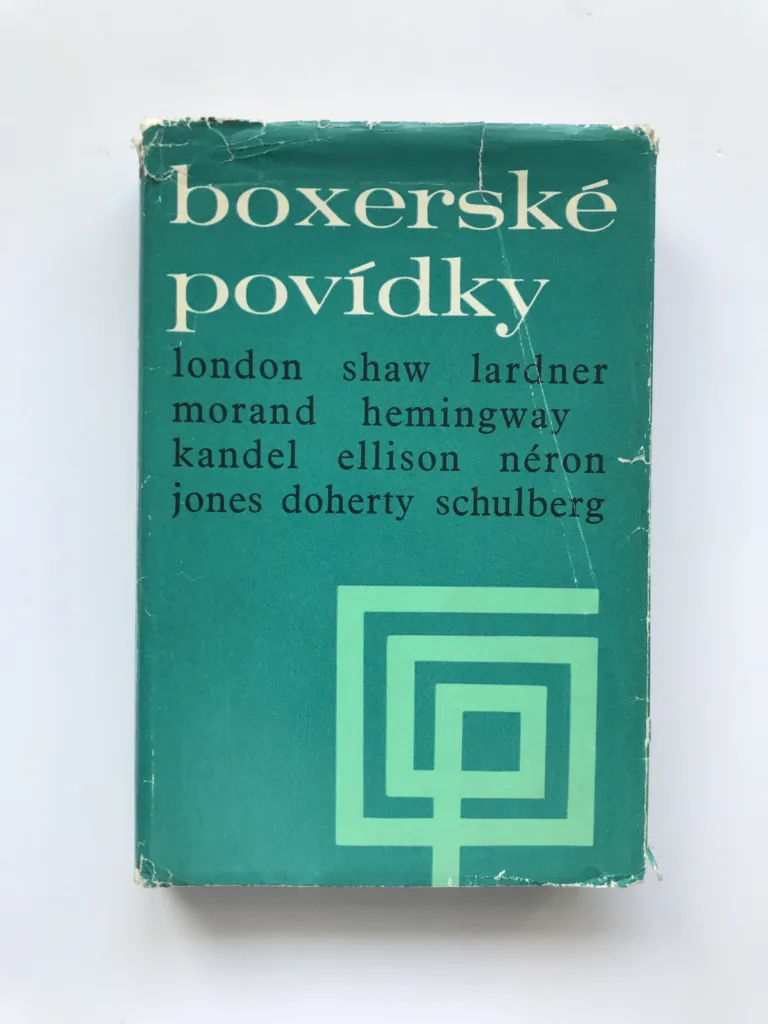 boxerské
povídky
london shaw lardner
morand hemingway
kandel ellison néron
jones doherty schulberg